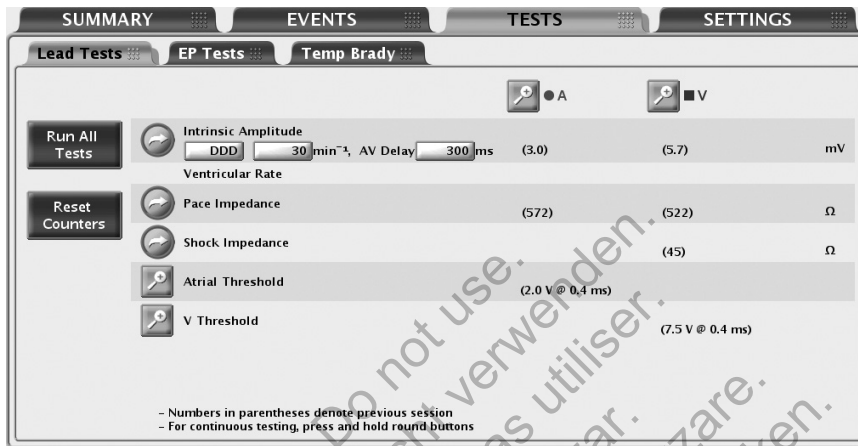 SUMMARY EVENTS TESTS SETTINGS
Lead Tests EP Tests Temp Brady
A V
Run All Tests
Intrinsic Amplitude
DDD 30 min⁻¹, AV Delay 300 ms (3.0) (5.7) mV
Ventricular Rate
Reset Counters
Pace Impedance (572) (522) Ω
Shock Impedance (45) Ω
Atrial Threshold (2.0 V @ 0.4 ms)
V Threshold (7.5 V @ 0.4 ms)
- Numbers in parentheses denote previous session
- For continuous testing, press and hold round buttons
Do not use.
verwenden.
utiliser.